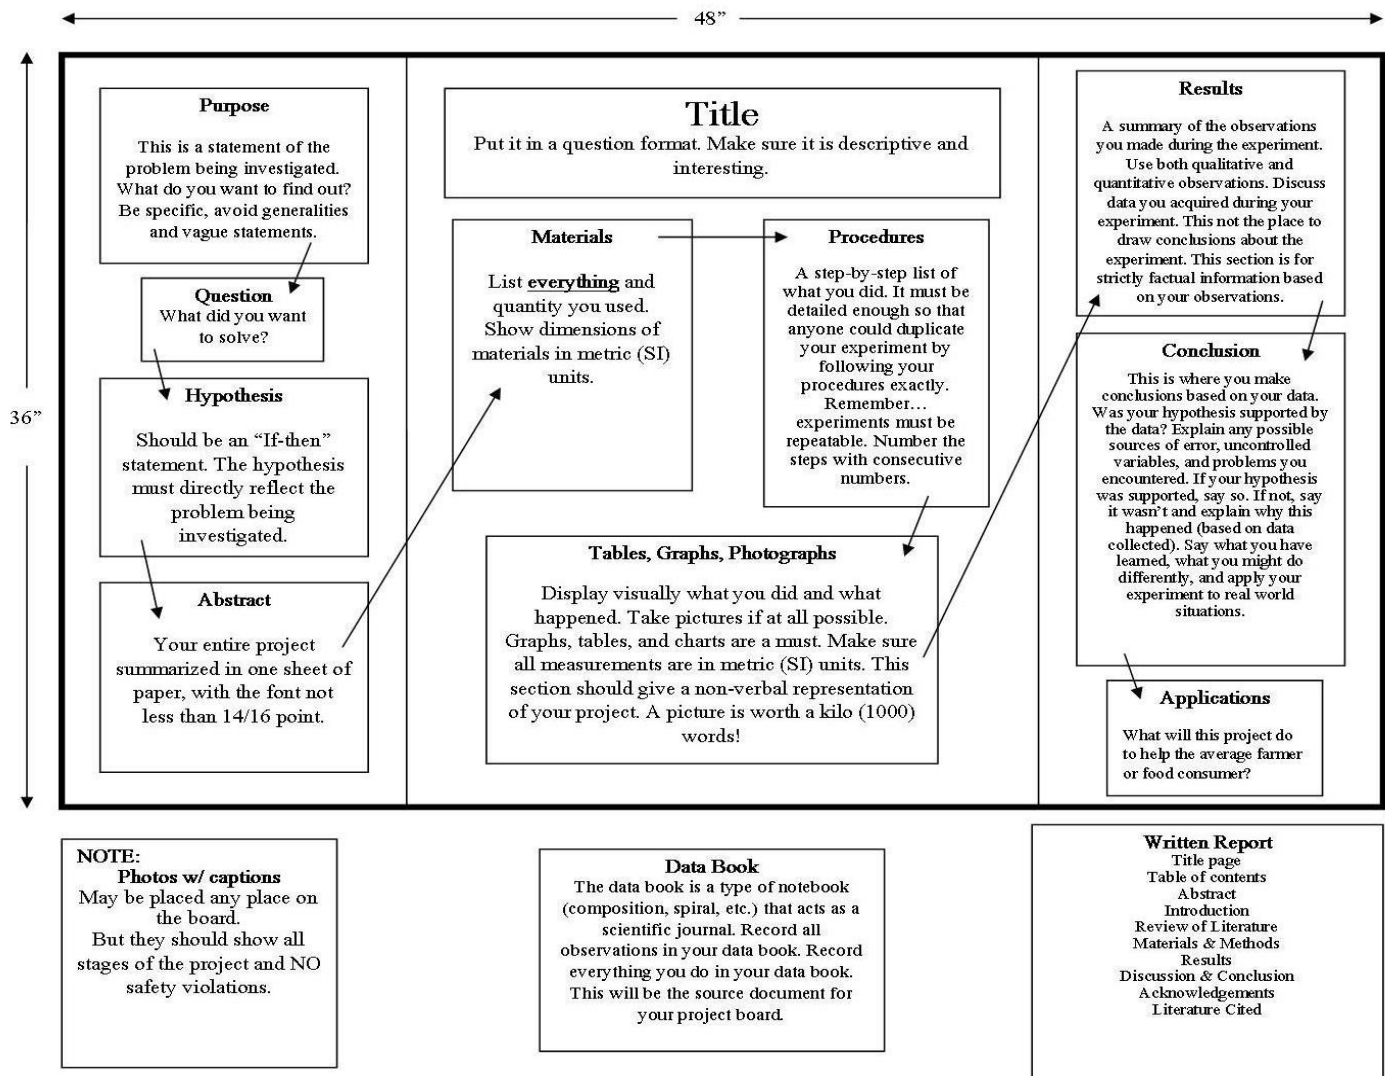 48”
36”
Purpose
This is a statement of the
problem being investigated.
What do you want to find out?
Be specific, avoid generalities
and vague statements.
Question
What did you want
to solve?
Hypothesis
Should be an “If-then”
statement. The hypothesis
must directly reflect the
problem being
investigated.
Abstract
Your entire project
summarized in one sheet of
paper, with the font not
less than 14/16 point.
Title
Put it in a question format. Make sure it is descriptive and
interesting.
Materials
List everything and
quantity you used.
Show dimensions of
materials in metric (SI)
units.
Procedures
A step-by-step list of
what you did. It must be
detailed enough so that
anyone could duplicate
your experiment by
following your
procedures exactly.
Remember…
experiments must be
repeatable. Number the
steps with consecutive
numbers.
Tables, Graphs, Photographs
Display visually what you did and what
happened. Take pictures if at all possible.
Graphs, tables, and charts are a must. Make sure
all measurements are in metric (SI) units. This
section should give a non-verbal representation
of your project. A picture is worth a kilo (1000)
words!
Results
A summary of the observations
you made during the experiment.
Use both qualitative and
quantitative observations. Discuss
data you acquired during your
experiment. This not the place to
draw conclusions about the
experiment. This section is for
strictly factual information based
on your observations.
Conclusion
This is where you make
conclusions based on your data.
Was your hypothesis supported by
the data? Explain any possible
sources of error, uncontrolled
variables, and problems you
encountered. If your hypothesis
was supported, say so. If not, say
it wasn’t and explain why this
happened (based on data
collected). Say what you have
learned, what you might do
differently, and apply your
experiment to real world
situations.
Applications
What will this project do
to help the average farmer
or food consumer?
NOTE:
Photos w/ captions
May be placed any place on
the board.
But they should show all
stages of the project and NO
safety violations.
Data Book
The data book is a type of notebook
(composition, spiral, etc.) that acts as a
scientific journal. Record all
observations in your data book. Record
everything you do in your data book.
This will be the source document for
your project board.
Written Report
Title page
Table of contents
Abstract
Introduction
Review of Literature
Materials & Methods
Results
Discussion & Conclusion
Acknowledgements
Literature Cited